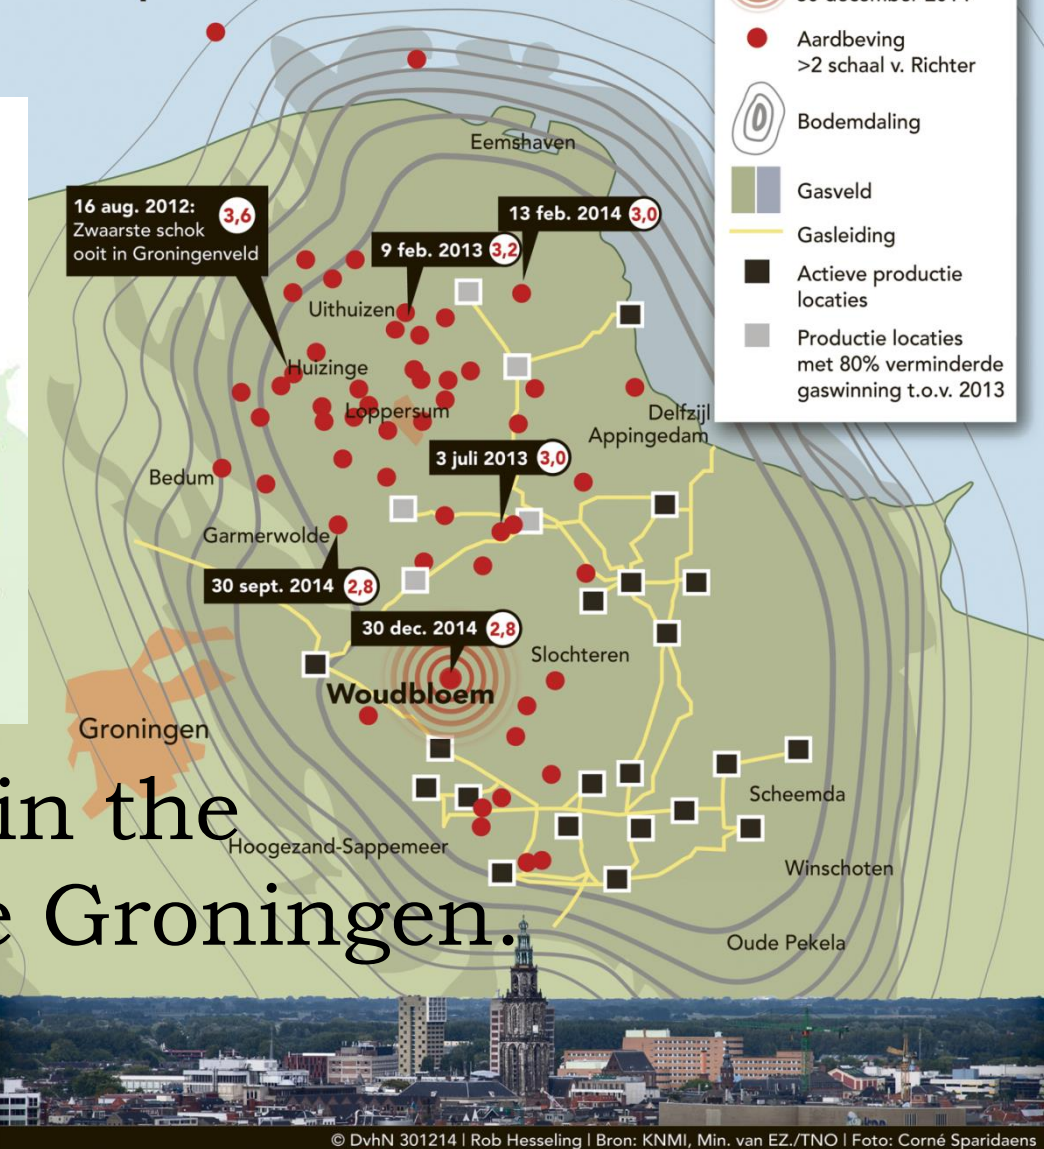 30 december 2014
Aardbeving
>2 schaal v. Richter
Bodemdaling
Gasveld
Gasleiding
Actieve productie
locaties
Productie locaties
met 80% verminderde
gaswinning t.o.v. 2013
Eemshaven
16 aug. 2012:
Zwaarste schok
ooit in Groningenveld
3,6
13 feb. 2014 3,0
9 feb. 2013 3,2
Uithuizen
Huizinge
Loppersum
Delfzijl
Appingedam
3 juli 2013 3,0
Bedum
Garmerwolde
30 sept. 2014 2,8
30 dec. 2014 2,8
Slochteren
Woudbloem
Groningen
Scheemda
in the
Hoogezand-Sappemeer
Winschoten
e Groningen.
Oude Pekela
© DvhN 301214 | Rob Hesseling | Bron: KNMI, Min. van EZ./TNO | Foto: Corné Sparidaens